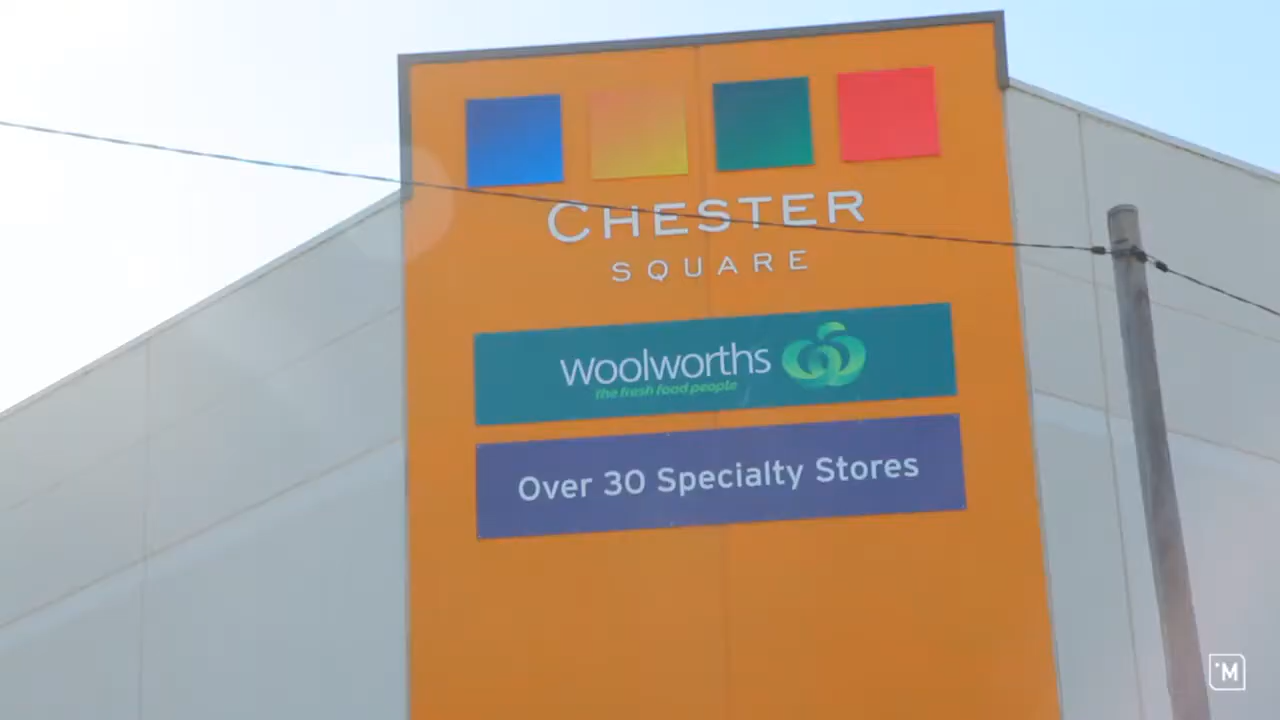 CHESTER
SQUARE
woolworths
the fresh food people
Over 30 Specialty Stores
M